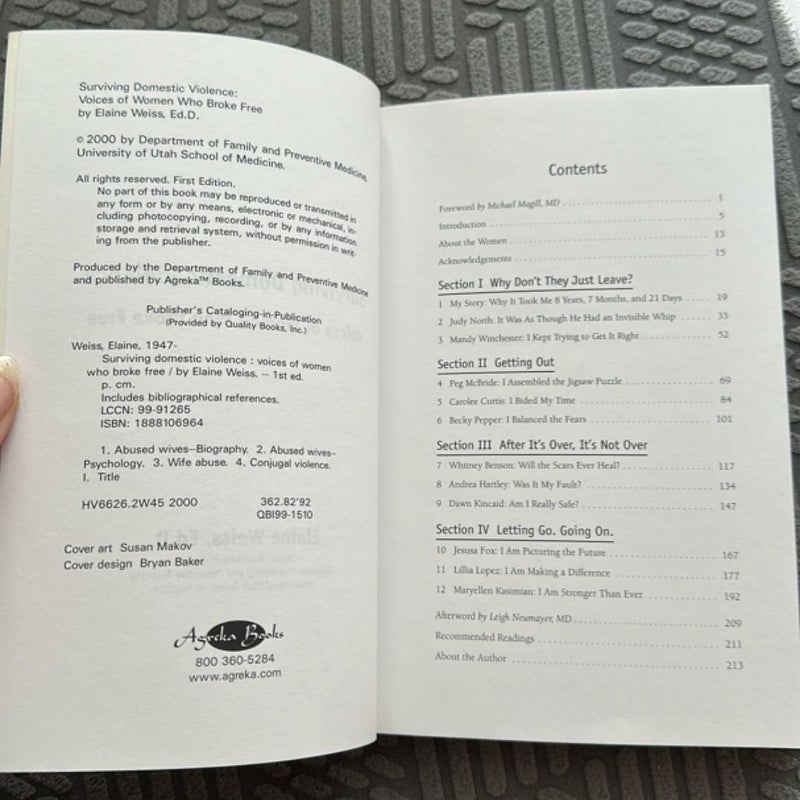 Surviving Domestic Violence:
Voices of Women Who Broke Free
by Elaine Weiss, Ed.D.
© 2000 by Department of Family and Preventive Medicine,
University of Utah School of Medicine.
All rights reserved. First Edition.
No part of this book may be reproduced or transmitted in
any form or by any means, electronic or mechanical, in-
cluding photocopying, recording, or by any information
storage and retrieval system, without permission in writ-
ing from the publisher.
Produced by the Department of Family and Preventive Medicine
and published by Agreka™ Books.
Publisher's Cataloging-in-Publication
(Provided by Quality Books, Inc.)
Weiss, Elaine, 1947-
Surviving domestic violence : voices of women
who broke free / by Elaine Weiss. -- 1st ed.
p. cm.
Includes bibliographical references.
LCCN: 99-91265
ISBN: 1888106964
1. Abused wives--Biography. 2. Abused wives--
Psychology. 3. Wife abuse. 4. Conjugal violence.
I. Title
HV6626.2W45 2000 362.82'92
QBI99-1510
Cover art Susan Makov
Cover design Bryan Baker
Agreka Books
800 360-5284
www.agreka.com
Contents
Foreword by Michael Magill, MD 1
Introduction 5
About the Women 13
Acknowledgements 15
Section I Why Don't They Just Leave?
1 My Story: Why It Took Me 8 Years, 7 Months, and 21 Days 19
2 Judy North: It Was As Though He Had an Invisible Whip 33
3 Mandy Winchester: I Kept Trying to Get It Right 52
Section II Getting Out
4 Peg McBride: I Assembled the Jigsaw Puzzle 69
5 Carolee Curtis: I Bided My Time 84
6 Becky Pepper: I Balanced the Fears 101
Section III After It's Over, It's Not Over
7 Whitney Benson: Will the Scars Ever Heal? 117
8 Andrea Hartley: Was It My Fault? 134
9 Dawn Kincaid: Am I Really Safe? 147
Section IV Letting Go. Going On.
10 Jesusa Fox: I Am Picturing the Future 167
11 Lillia Lopez: I Am Making a Difference 177
12 Maryellen Kasimian: I Am Stronger Than Ever 192
Afterword by Leigh Neumayer, MD 209
Recommended Readings 211
About the Author 213